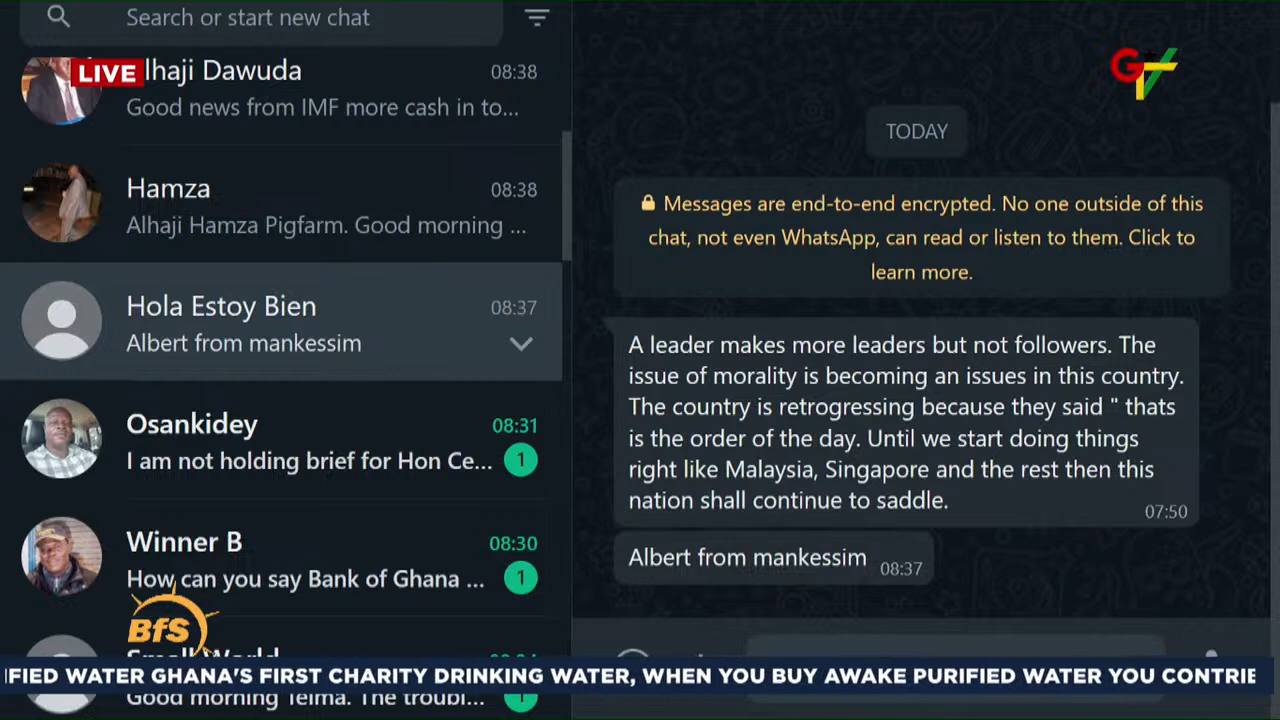 Search or start new chat
LIVE
lhaji Dawuda
08:38
Good news from IMF more cash in to...
Hamza
08:38
Alhaji Hamza Pigfarm. Good morning ...
Hola Estoy Bien
08:37
Albert from mankessim
Osankidey
08:31
I am not holding brief for Hon Ce...
1
Winner B
08:30
How can you say Bank of Ghana ...
1
BfS
Small World
Good morning Telma. The troubl...
1
GTV
TODAY
Messages are end-to-end encrypted. No one outside of this
chat, not even WhatsApp, can read or listen to them. Click to
learn more.
A leader makes more leaders but not followers. The
issue of morality is becoming an issues in this country.
The country is retrogressing because they said " thats
is the order of the day. Until we start doing things
right like Malaysia, Singapore and the rest then this
nation shall continue to saddle.
07:50
Albert from mankessim
08:37
IFIED WATER GHANA'S FIRST CHARITY DRINKING WATER, WHEN YOU BUY AWAKE PURIFIED WATER YOU CONTRIB